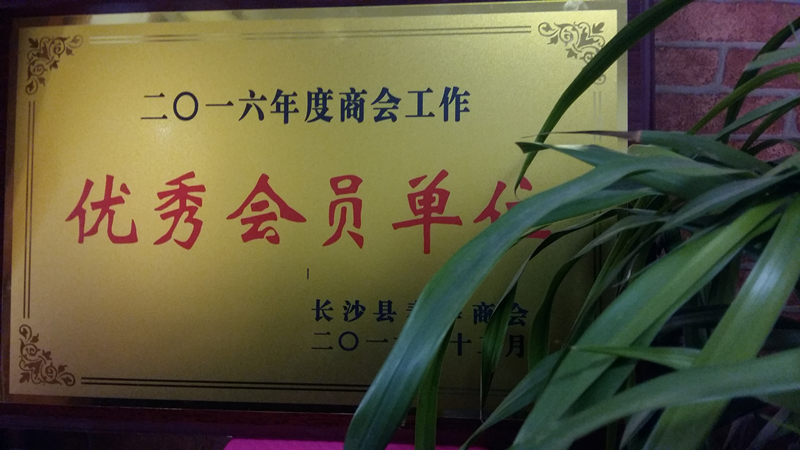 二〇一六年度商会工作
优秀会员单位
长沙县 商会
二〇一 十 月